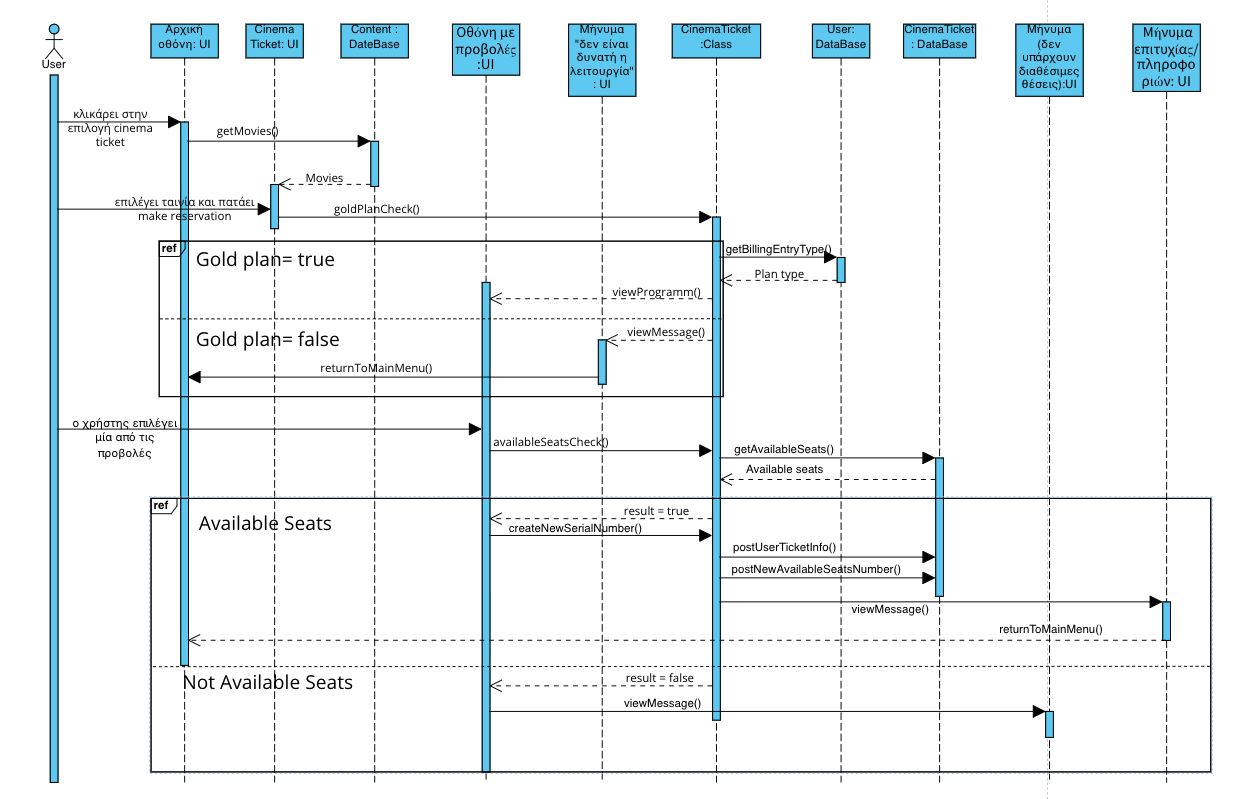 User
Αρχική
οθόνη: UI
Cinema
Ticket: UI
Content :
DateBase
Οθόνη με
προβολές
:UI
Μήνυμα
"δεν είναι
δυνατή η
λειτουργία"
: UI
CinemaTicket
:Class
User:
DataBase
CinemaTicket
: DataBase
Μήνυμα
(δεν
υπάρχουν
διαθέσιμες
θέσεις):UI
Μήνυμα
επιτυχίας/
πληροφο
ριών: UI
κλικάρει στην
επιλογή cinema
ticket
getMovies()
Movies
επιλέγει ταινία και πατάει
make reservation
goldPlanCheck()
ref
Gold plan= true
getBillingEntryType()
Plan type
viewProgramm()
Gold plan= false
viewMessage()
returnToMainMenu()
ο χρήστης επιλέγει
μία από τις
προβολές
availableSeatsCheck()
getAvailableSeats()
Available seats
ref
Available Seats
result = true
createNewSerialNumber()
postUserTicketInfo()
postNewAvailableSeatsNumber()
viewMessage()
returnToMainMenu()
Not Available Seats
result = false
viewMessage()